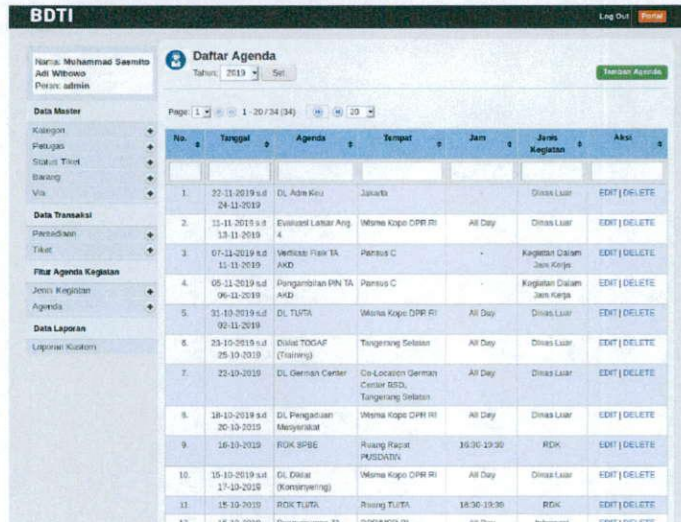 BDTI
Log Out Portal
Nama: Muhammad Sasmito
Adi Wibowo
Peran: admin
Daftar Agenda
Tahun: 2019 Set
Tambah Agenda
Data Master
Kategori
Petugas
Status Tiket
Barang
Via
Data Transaksi
Persediaan
Tiket
Fitur Agenda Kegiatan
Jenis Kegiatan
Agenda
Data Laporan
Laporan Kustom
Page: 1 1 - 20 / 34 (34) 20
No. Tanggal Agenda Tempat Jam Jenis Kegiatan Aksi
1. 22-11-2019 s.d DL Adm Keu Jakarta - Dinas Luar EDIT | DELETE
24-11-2019
2. 11-11-2019 s.d Evaluasi Latsar Ang. Wisma Kopo DPR RI All Day Dinas Luar EDIT | DELETE
13-11-2019 4
3. 07-11-2019 s.d Verifikasi Fisik TA Pansus C - Kegiatan Dalam EDIT | DELETE
11-11-2019 AKD Jam Kerja
4. 05-11-2019 s.d Pengambilan PIN TA Pansus C - Kegiatan Dalam EDIT | DELETE
06-11-2019 AKD Jam Kerja
5. 31-10-2019 s.d DL TU/TA Wisma Kopo DPR RI All Day Dinas Luar EDIT | DELETE
02-11-2019
6. 23-10-2019 s.d Diklat TOGAF Tangerang Selatan All Day Dinas Luar EDIT | DELETE
25-10-2019 (Training)
7. 22-10-2019 DL German Center Co-Location German All Day Dinas Luar EDIT | DELETE
Center BSD,
Tangerang Selatan
8. 18-10-2019 s.d DL Pengaduan Wisma Kopo DPR RI All Day Dinas Luar EDIT | DELETE
20-10-2019 Masyarakat
9. 16-10-2019 RDK SPBE Ruang Rapat 16:30-19:30 RDK EDIT | DELETE
PUSDATIN
10. 15-10-2019 s.d DL Diklat Wisma Kopo DPR RI All Day Dinas Luar EDIT | DELETE
17-10-2019 (Konsinyering)
11. 15-10-2019 RDK TU/TA Ruang TU/TA 16:30-19:30 RDK EDIT | DELETE